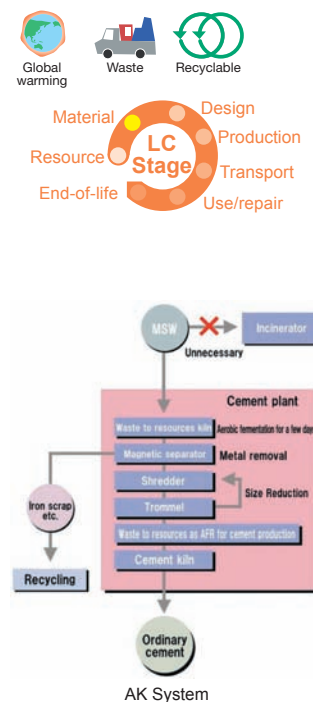 Global
warming
Waste
Recyclable
Material
Design
LC
Stage
Production
Resource
Transport
End-of-life
Use/repair
MSW
Incinerator
Unnecessary
Cement plant
Waste to resources kiln
Aerobic fermentation for a few days
Magnetic separator
Metal removal
Shredder
Size Reduction
Trommel
Iron scrap
etc.
Waste to resources as AFR for cement production
Cement kiln
Recycling
Ordinary
cement
AK System